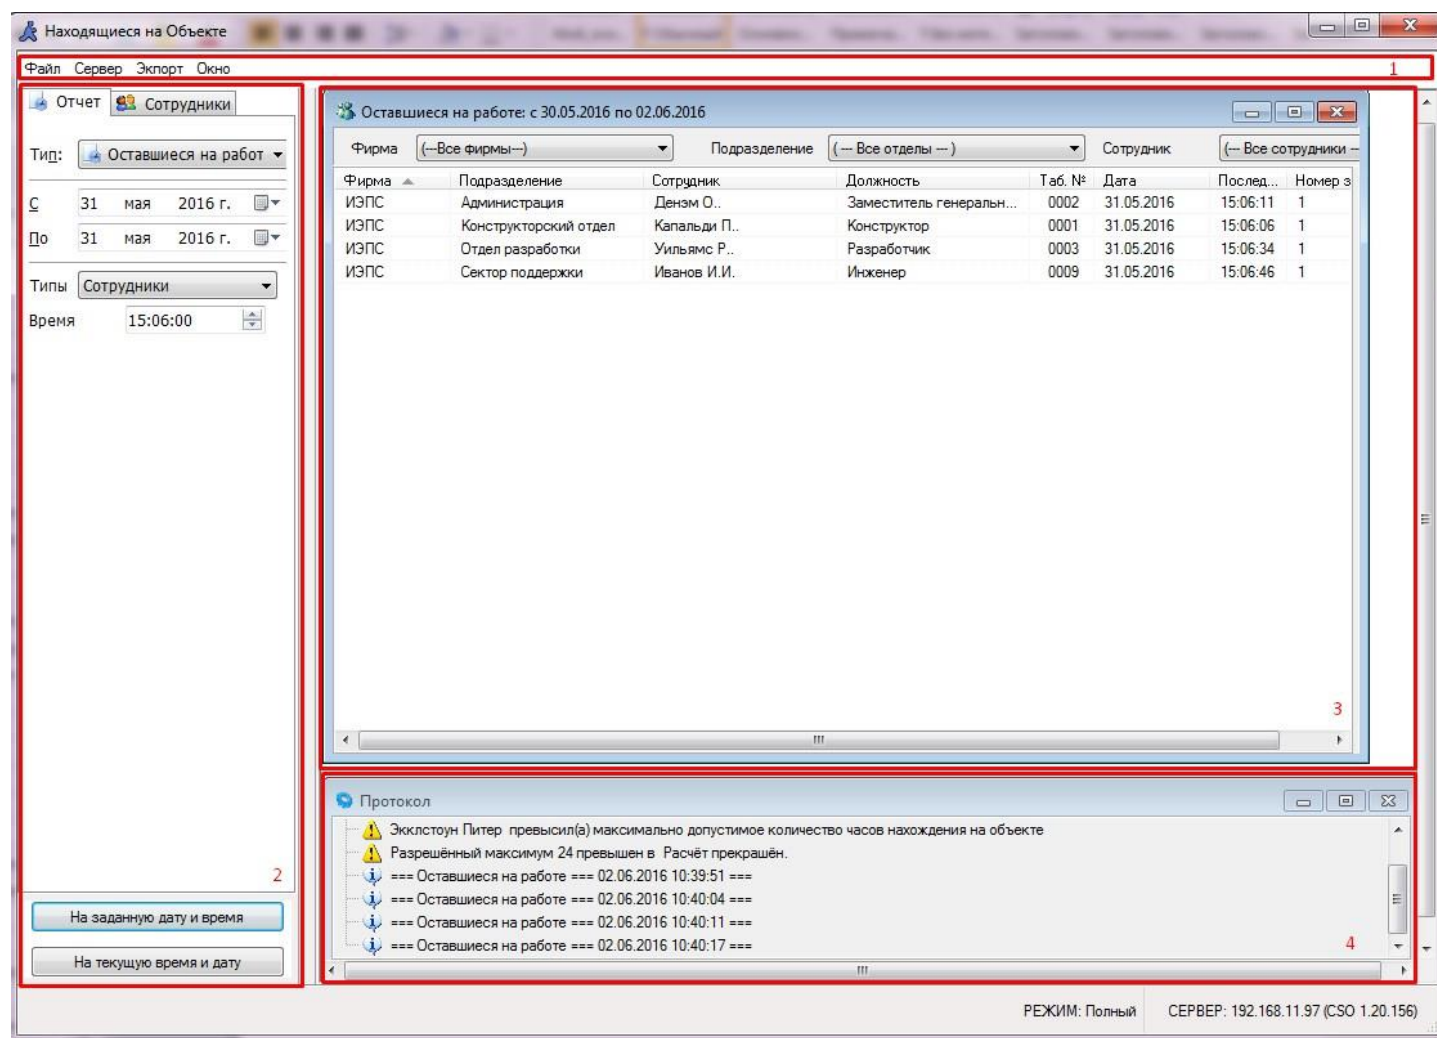 Находящиеся на Объекте
Файл Сервер Экпорт Окно
1
Отчет Сотрудники
Тип: Оставшиеся на работ
С 31 мая 2016 г.
По 31 мая 2016 г.
Типы Сотрудники
Время 15:06:00
2
На заданную дату и время
На текущую время и дату
Оставшиеся на работе: с 30.05.2016 по 02.06.2016
Фирма (---Все фирмы---) Подразделение ( --- Все отделы --- ) Сотрудник (--- Все сотрудники --
Фирма Подразделение Сотрудник Должность Таб. № Дата Послед... Номер з
ИЭПС Администрация Денэм О.. Заместитель генеральн... 0002 31.05.2016 15:06:11 1
ИЭПС Конструкторский отдел Капальди П.. Конструктор 0001 31.05.2016 15:06:06 1
ИЭПС Отдел разработки Уильямс Р.. Разработчик 0003 31.05.2016 15:06:34 1
ИЭПС Сектор поддержки Иванов И.И. Инженер 0009 31.05.2016 15:06:46 1
3
Протокол
Экклстоун Питер превысил(а) максимально допустимое количество часов нахождения на объекте
Разрешённый максимум 24 превышен в Расчёт прекращён.
=== Оставшиеся на работе === 02.06.2016 10:39:51 ===
=== Оставшиеся на работе === 02.06.2016 10:40:04 ===
=== Оставшиеся на работе === 02.06.2016 10:40:11 ===
=== Оставшиеся на работе === 02.06.2016 10:40:17 ===
4
РЕЖИМ: Полный СЕРВЕР: 192.168.11.97 (CSO 1.20.156)